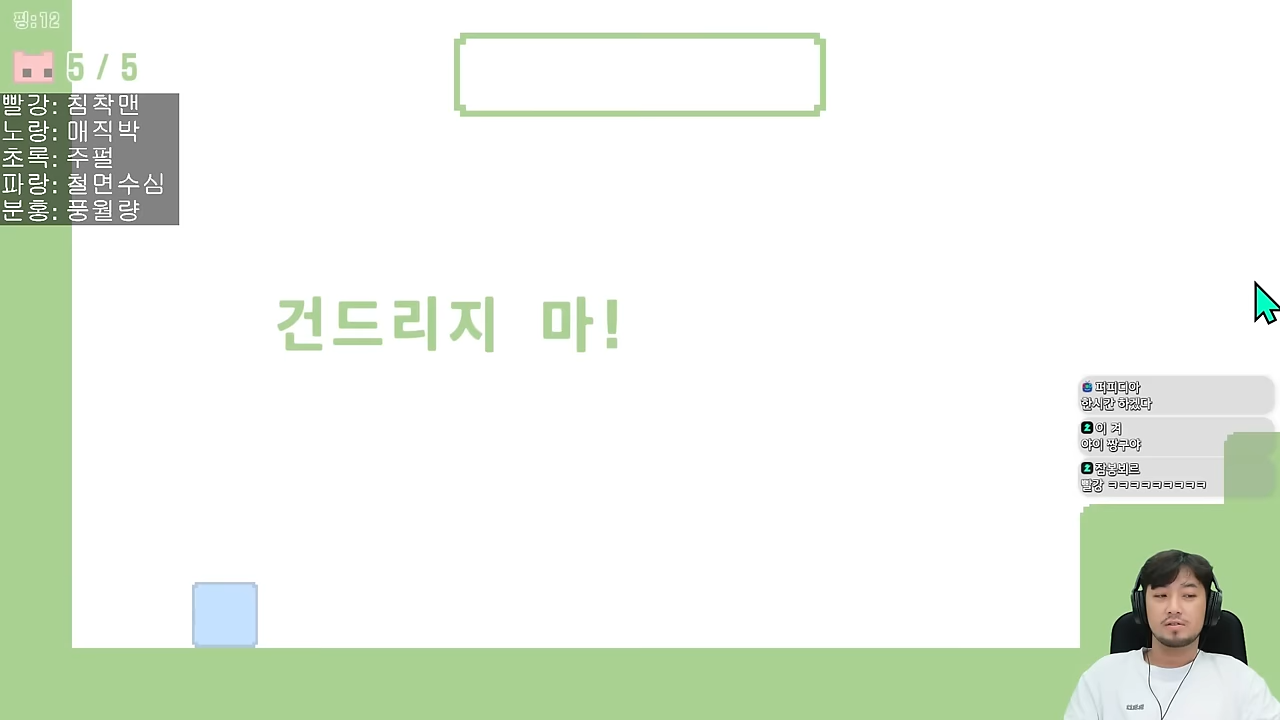 핑:12
5 / 5
빨강: 침착맨
노랑: 매직박
초록: 주펄
파랑: 철면수심
분홍: 풍월량
건드리지 마!
퍼피디아
한시간 하겠다
이 겨
야이 짱구야
잠봉뵈르
빨강 ㅋㅋㅋㅋㅋㅋㅋㅋㅋ